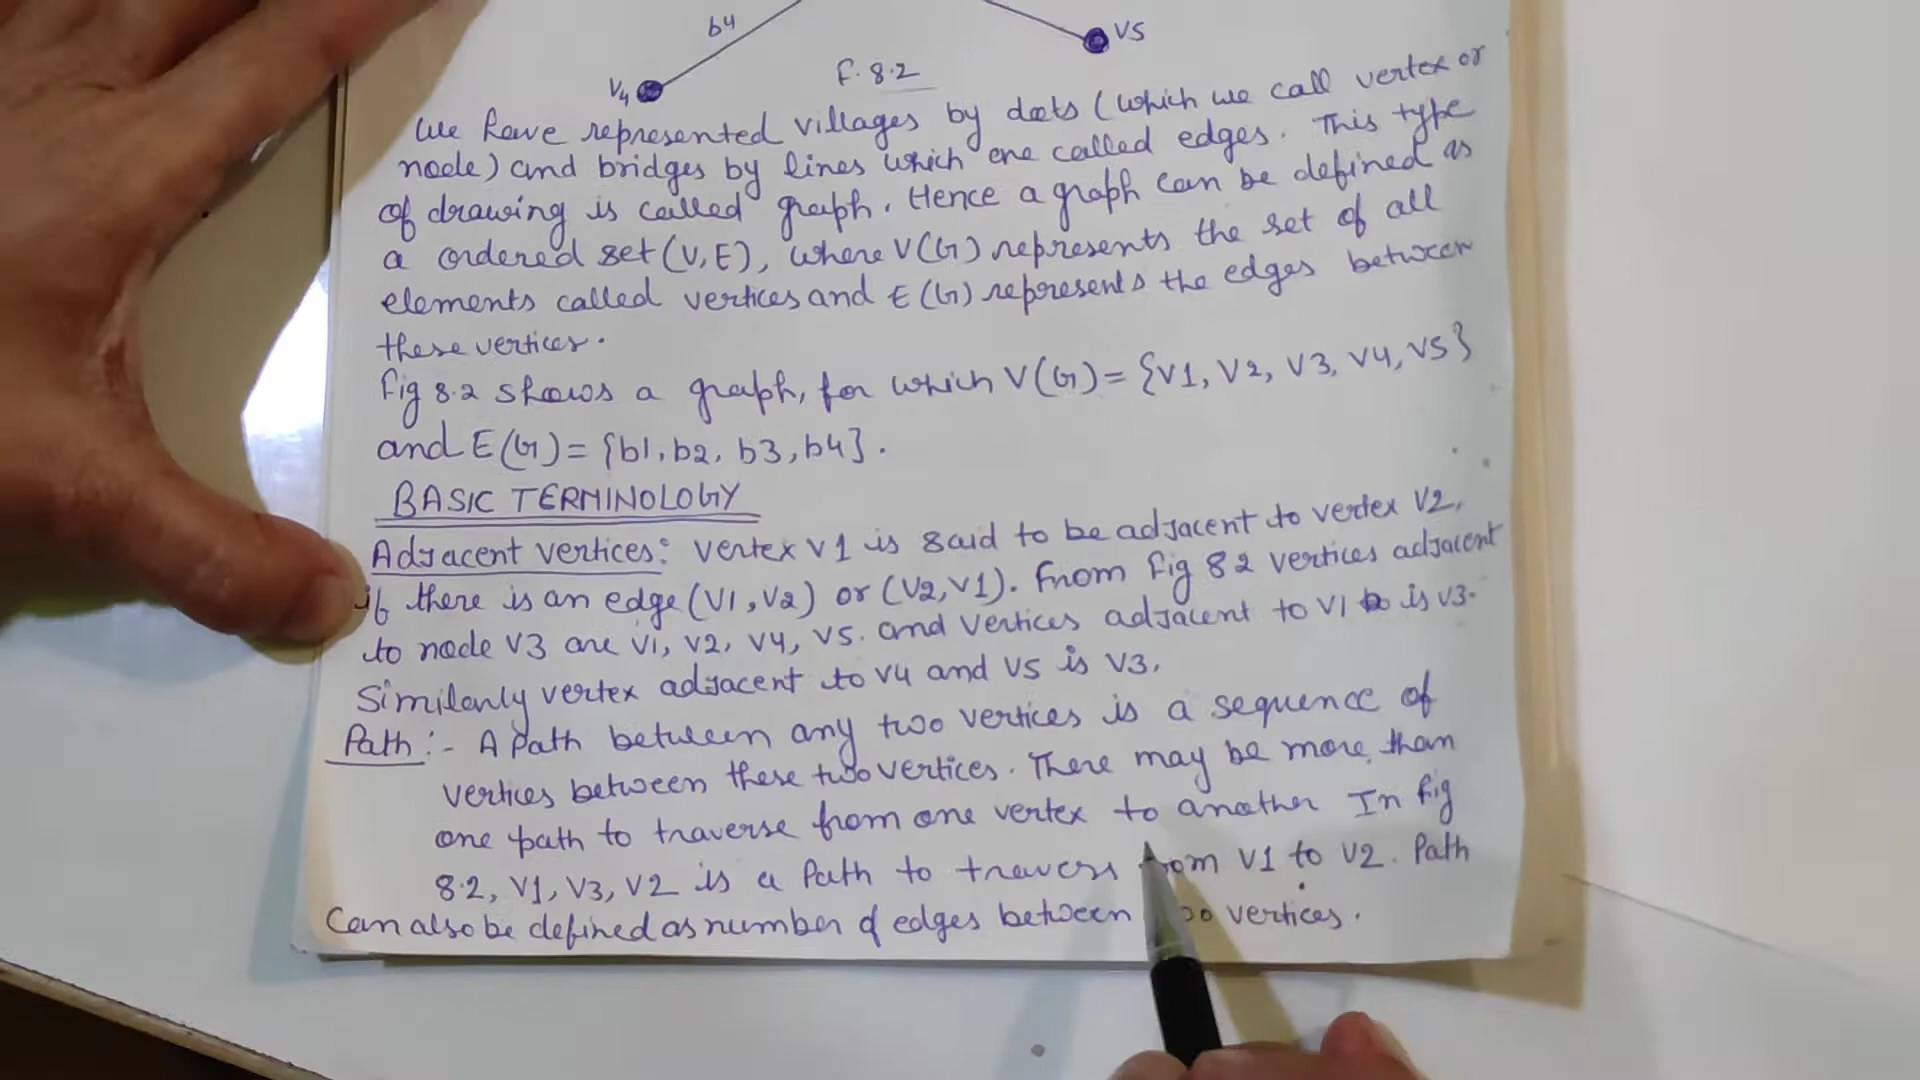 b4
V5
V4
F. 8.2
We have represented villages by dots (which we call vertex or
node) and bridges by lines which are called edges. This type
of drawing is called graph. Hence a graph can be defined as
a ordered set (V,E), where V(G) represents the set of all
elements called vertices and E(G) represents the edges between
these vertices.
Fig 8.2 shows a graph, for which V(G)= {V1, V2, V3, V4, V5}
and E(G)= {b1, b2, b3, b4}.
BASIC TERMINOLOGY
Adjacent vertices: vertex v1 is said to be adjacent to vertex V2,
if there is an edge (V1,V2) or (V2,V1). From Fig 8 2 vertices adjacent
to node V3 are V1, V2, V4, V5. and vertices adjacent to V1 is V3.
Similarly vertex adjacent to V4 and V5 is V3.
Path:- A Path between any two vertices is a sequence of
vertices between these two vertices. There may be more than
one path to traverse from one vertex to another In fig
8.2, V1, V3, V2 is a Path to travers from V1 to V2. Path
Can also be defined as number of edges between two vertices.